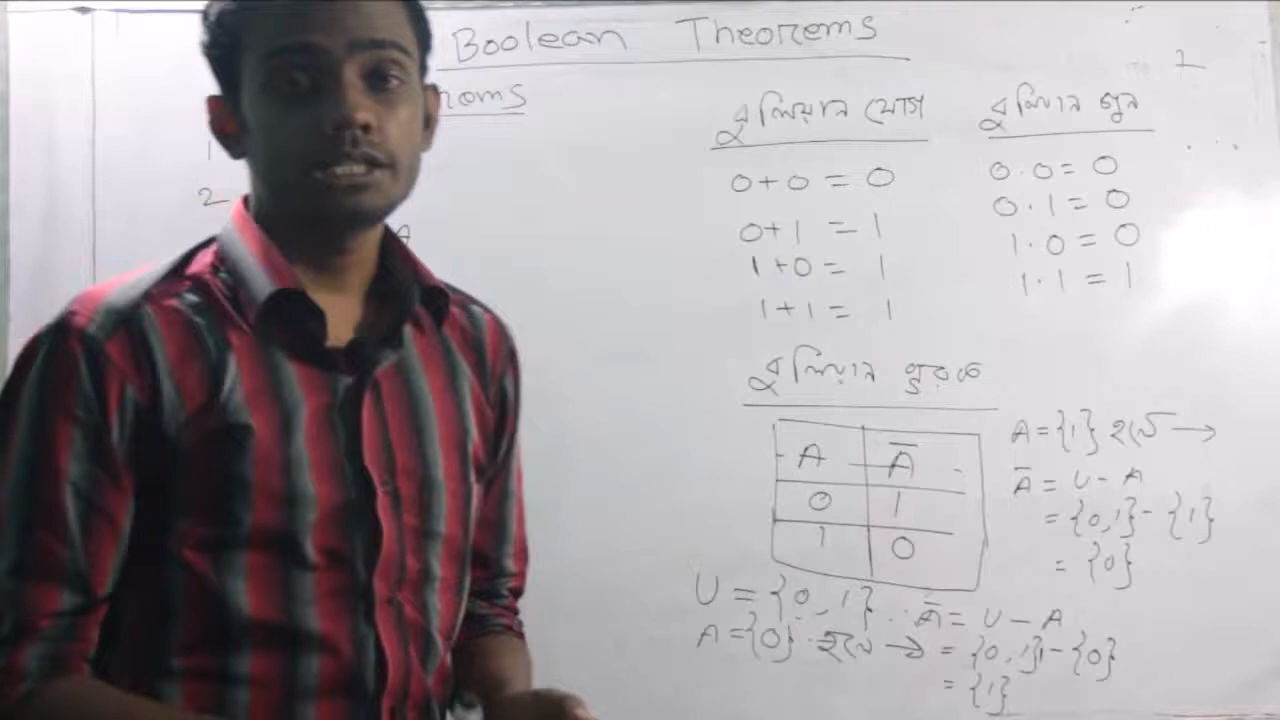 Boolean Theorems
1
2
A
বুলিয়ান যোগ
0+0 = 0
0+1 = 1
1+0 = 1
1+1 = 1
বুলিয়ান গুন
0.0 = 0
0.1 = 0
1.0 = 0
1.1 = 1
বুলিয়ান পুরক
A Ā
0 1
1 0
A = {1} হলে →
Ā = U - A
= {0,1} - {1}
= {0}
U = {0,1}
A = {0} হলে →
Ā = U - A
= {0,1} - {0}
= {1}